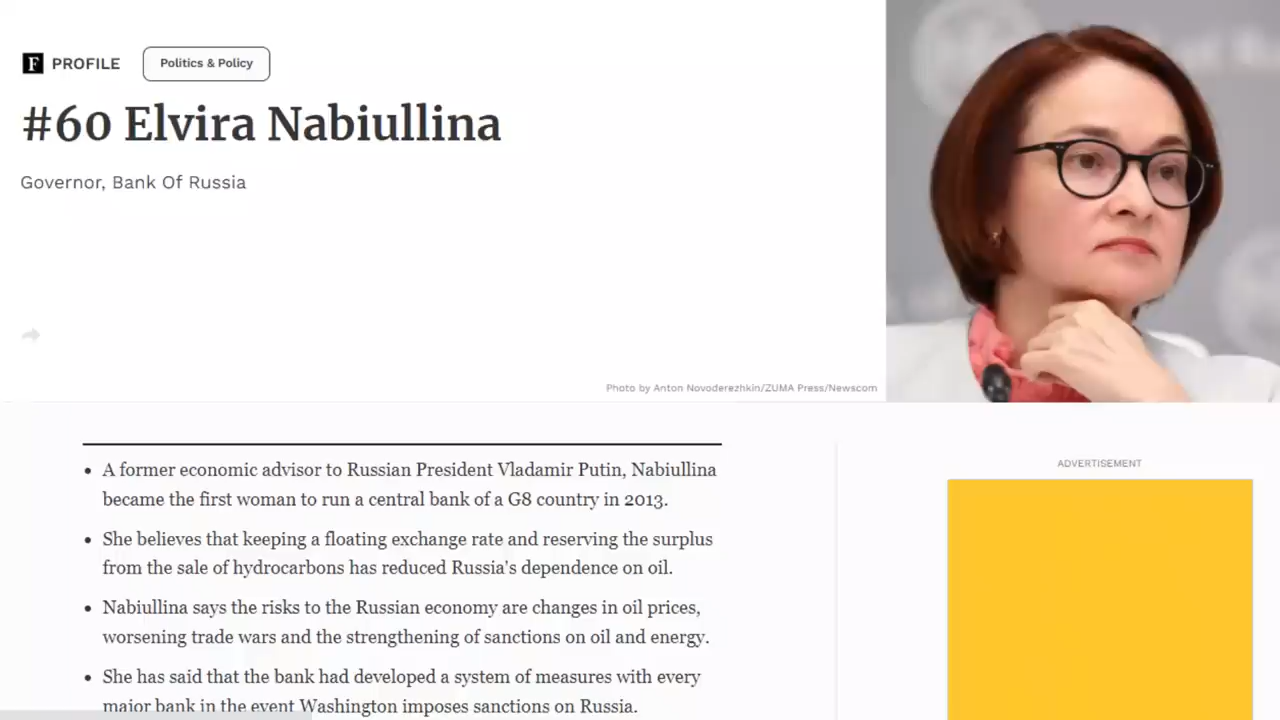 F PROFILE Politics & Policy
#60 Elvira Nabiullina
Governor, Bank Of Russia
Photo by Anton Novoderezhkin/ZUMA Press/Newscom
• A former economic advisor to Russian President Vladamir Putin, Nabiullina
became the first woman to run a central bank of a G8 country in 2013.
• She believes that keeping a floating exchange rate and reserving the surplus
from the sale of hydrocarbons has reduced Russia's dependence on oil.
• Nabiullina says the risks to the Russian economy are changes in oil prices,
worsening trade wars and the strengthening of sanctions on oil and energy.
• She has said that the bank had developed a system of measures with every
major bank in the event Washington imposes sanctions on Russia.
ADVERTISEMENT